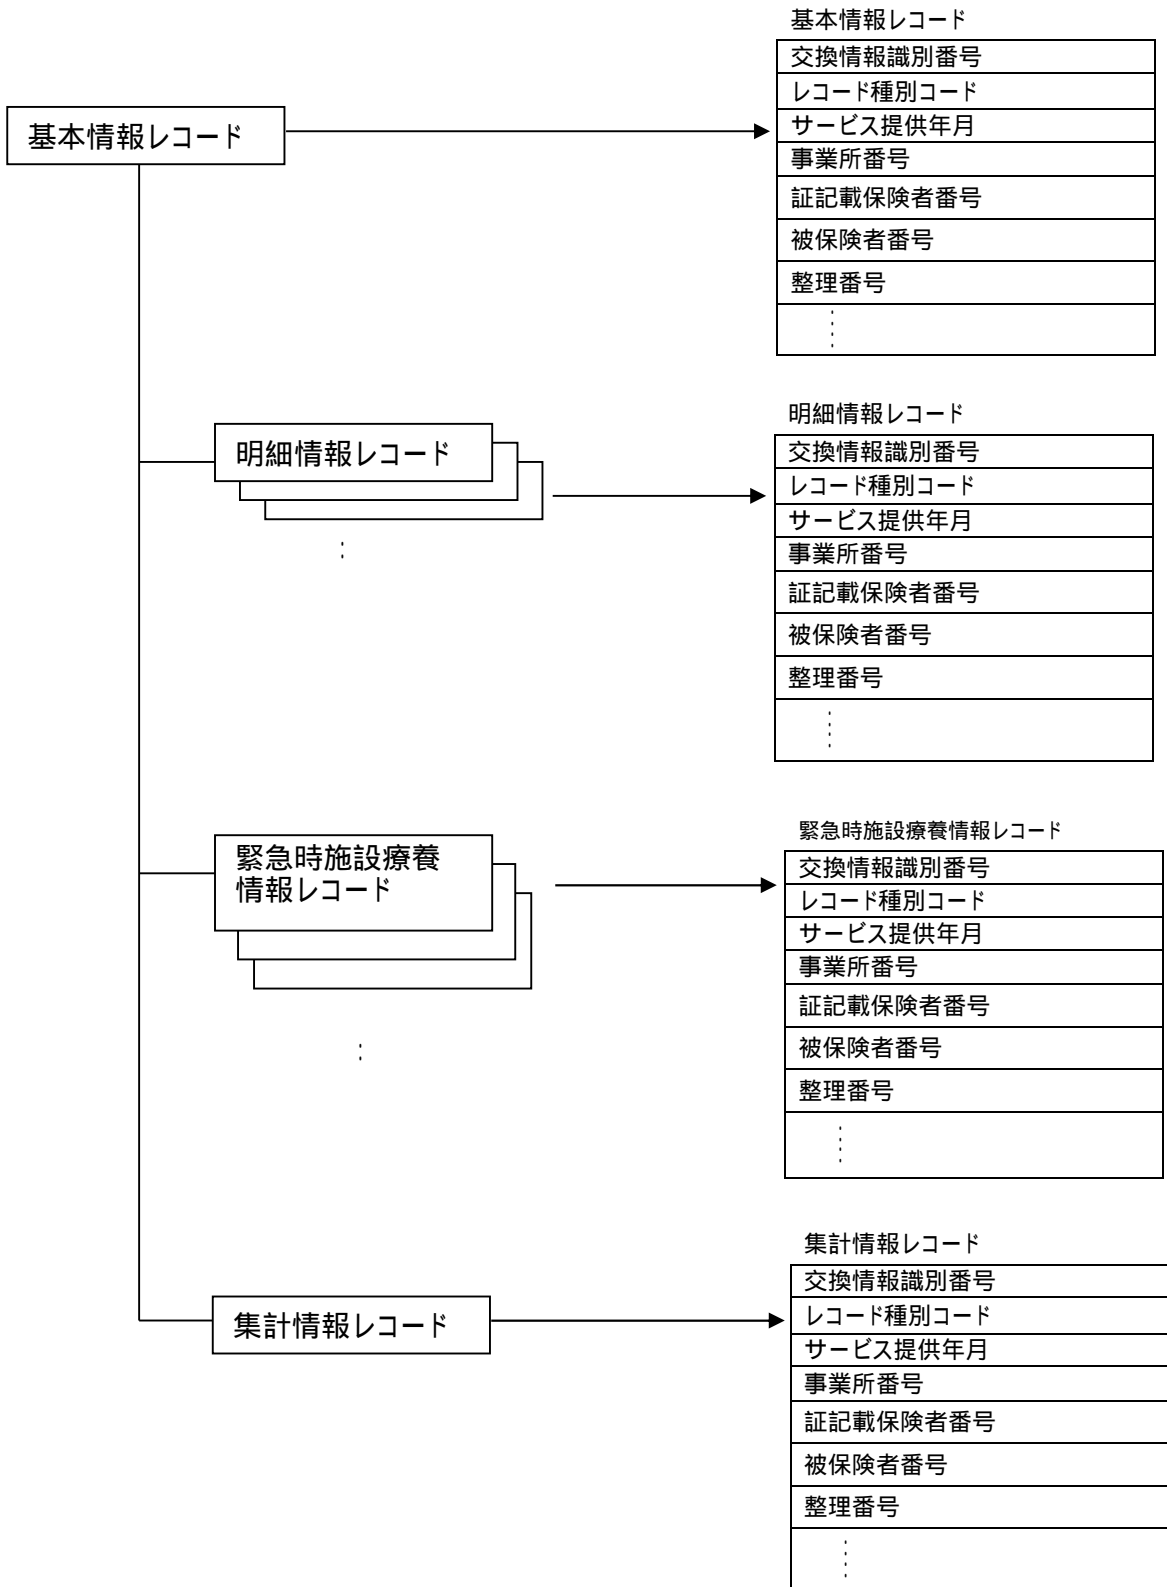 基本情報レコード
基本情報レコード
交換情報識別番号
レコード種別コード
サービス提供年月
事業所番号
証記載保険者番号
被保険者番号
整理番号
明細情報レコード
明細情報レコード
交換情報識別番号
レコード種別コード
サービス提供年月
事業所番号
証記載保険者番号
被保険者番号
整理番号
緊急時施設療養
情報レコード
緊急時施設療養情報レコード
交換情報識別番号
レコード種別コード
サービス提供年月
事業所番号
証記載保険者番号
被保険者番号
整理番号
集計情報レコード
集計情報レコード
交換情報識別番号
レコード種別コード
サービス提供年月
事業所番号
証記載保険者番号
被保険者番号
整理番号